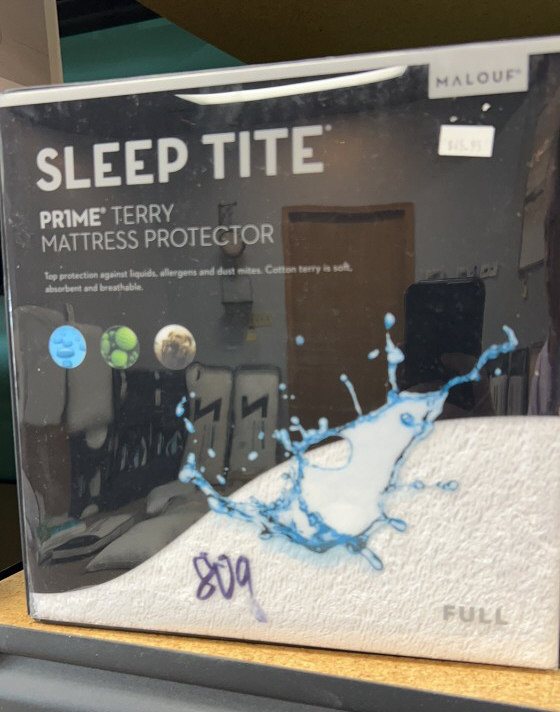 MALOUF®
SLEEP TITE®
PR1ME® TERRY
MATTRESS PROTECTOR
Top protection against liquids, allergens and dust mites. Cotton terry is soft,
absorbent and breathable.
809
FULL